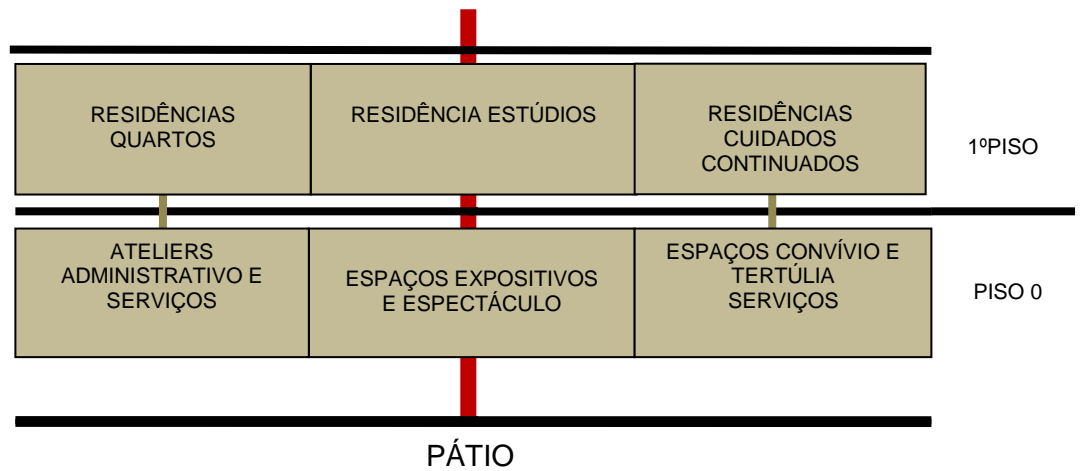 RESIDÊNCIAS
QUARTOS
RESIDÊNCIA ESTÚDIOS
RESIDÊNCIAS
CUIDADOS
CONTINUADOS
1ºPISO
ATELIERS
ADMINISTRATIVO E
SERVIÇOS
ESPAÇOS EXPOSITIVOS
E ESPECTÁCULO
ESPAÇOS CONVÍVIO E
TERTÚLIA
SERVIÇOS
PISO 0
PÁTIO